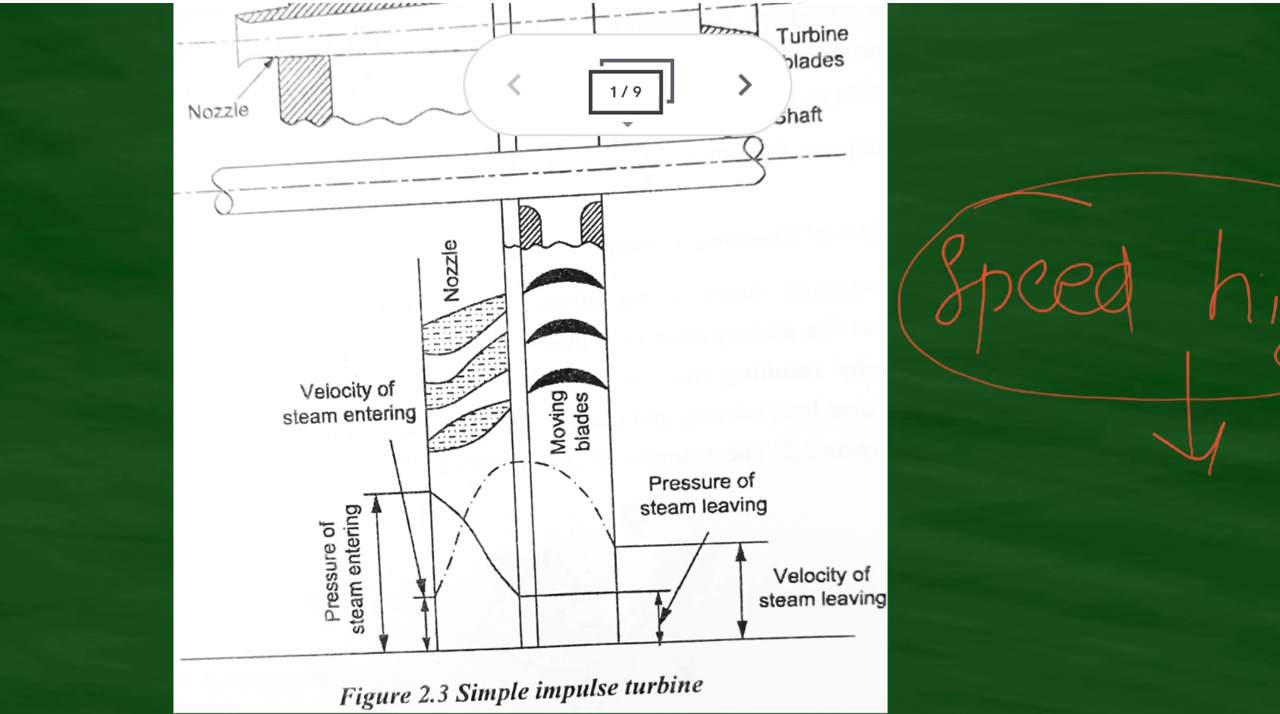 Turbine
blades
1 / 9
Nozzle
Shaft
Nozzle
Speed
Velocity of
steam entering
Moving
blades
Pressure of
steam leaving
Pressure of
steam entering
Velocity of
steam leaving
Figure 2.3 Simple impulse turbine